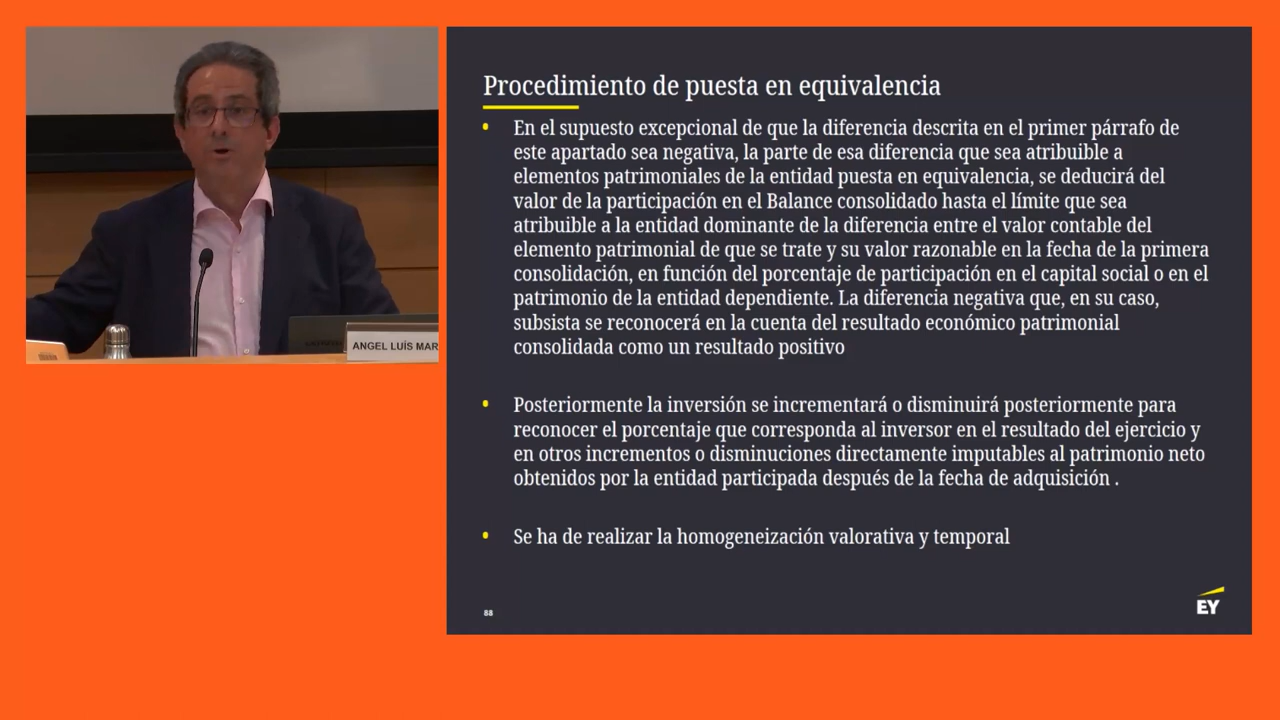 Procedimiento de puesta en equivalencia
• En el supuesto excepcional de que la diferencia descrita en el primer párrafo de
este apartado sea negativa, la parte de esa diferencia que sea atribuible a
elementos patrimoniales de la entidad puesta en equivalencia, se deducirá del
valor de la participación en el Balance consolidado hasta el límite que sea
atribuible a la entidad dominante de la diferencia entre el valor contable del
elemento patrimonial de que se trate y su valor razonable en la fecha de la primera
consolidación, en función del porcentaje de participación en el capital social o en el
patrimonio de la entidad dependiente. La diferencia negativa que, en su caso,
subsista se reconocerá en la cuenta del resultado económico patrimonial
consolidada como un resultado positivo
• Posteriormente la inversión se incrementará o disminuirá posteriormente para
reconocer el porcentaje que corresponda al inversor en el resultado del ejercicio y
en otros incrementos o disminuciones directamente imputables al patrimonio neto
obtenidos por la entidad participada después de la fecha de adquisición .
• Se ha de realizar la homogeneización valorativa y temporal
88
EY
ANGEL LUÍS MAR